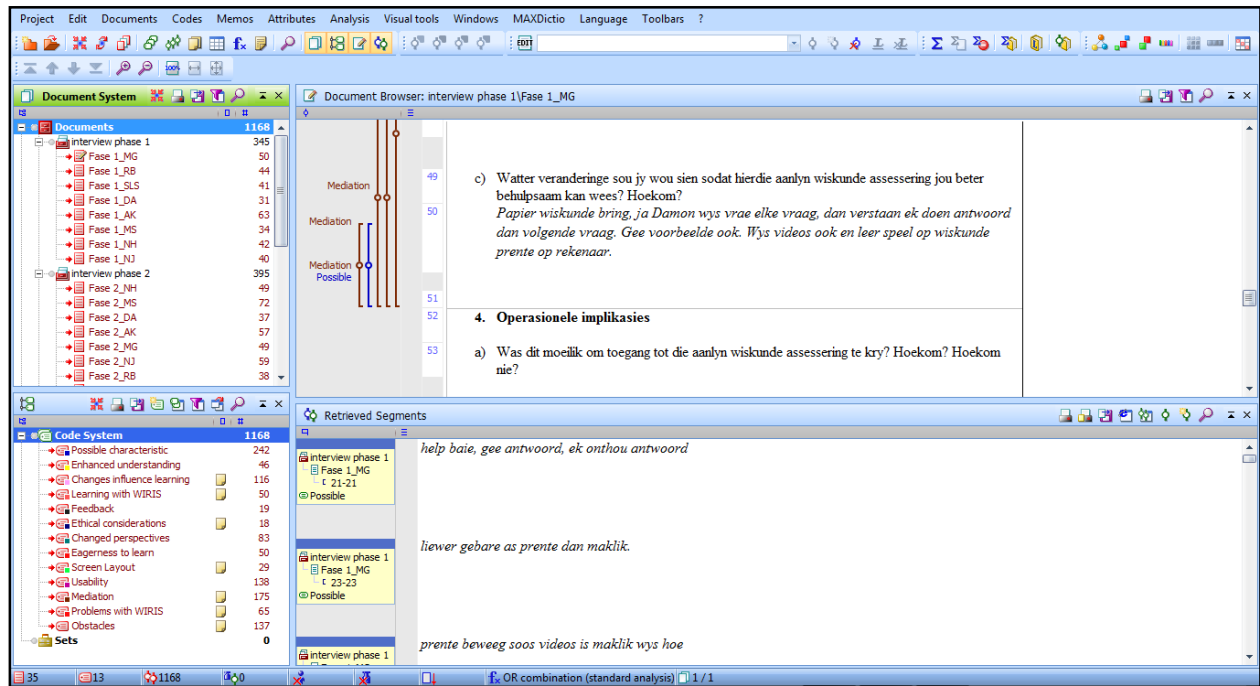 Project Edit Documents Codes Memos Attributes Analysis Visual tools Windows MAXDictio Language Toolbars ?
EDIT
100%
Document System
Documents 1168
interview phase 1 345
Fase 1_MG 50
Fase 1_RB 44
Fase 1_SLS 41
Fase 1_DA 31
Fase 1_AK 63
Fase 1_MS 34
Fase 1_NH 42
Fase 1_NJ 40
interview phase 2 395
Fase 2_NH 49
Fase 2_MS 72
Fase 2_DA 37
Fase 2_AK 57
Fase 2_MG 49
Fase 2_NJ 59
Fase 2_RB 38
Code System 1168
Possible characteristic 242
Enhanced understanding 46
Changes influence learning 116
Learning with WIRIS 50
Feedback 19
Ethical considerations 18
Changed perspectives 83
Eagerness to learn 50
Screen Layout 29
Usability 138
Mediation 175
Problems with WIRIS 65
Obstacles 137
Sets 0
Document Browser: interview phase 1\Fase 1_MG
Mediation
Mediation
Mediation
Possible
49 c) Watter veranderinge sou jy wou sien sodat hierdie aanlyn wiskunde assessering jou beter
behulpsaam kan wees? Hoekom?
50 Papier wiskunde bring, ja Damon wys vrae elke vraag, dan verstaan ek doen antwoord
dan volgende vraag. Gee voorbeelde ook. Wys videos ook en leer speel op wiskunde
prente op rekenaar.
51
52 4. Operasionele implikasies
53 a) Was dit moeilik om toegang tot die aanlyn wiskunde assessering te kry? Hoekom? Hoekom
nie?
Retrieved Segments
interview phase 1
Fase 1_MG
21-21
Possible
help baie, gee antwoord, ek onthou antwoord
interview phase 1
Fase 1_MG
23-23
Possible
liewer gebare as prente dan maklik.
interview phase 1
prente beweeg soos videos is maklik wys hoe
35 13 1168 0 OR combination (standard analysis) 1 / 1